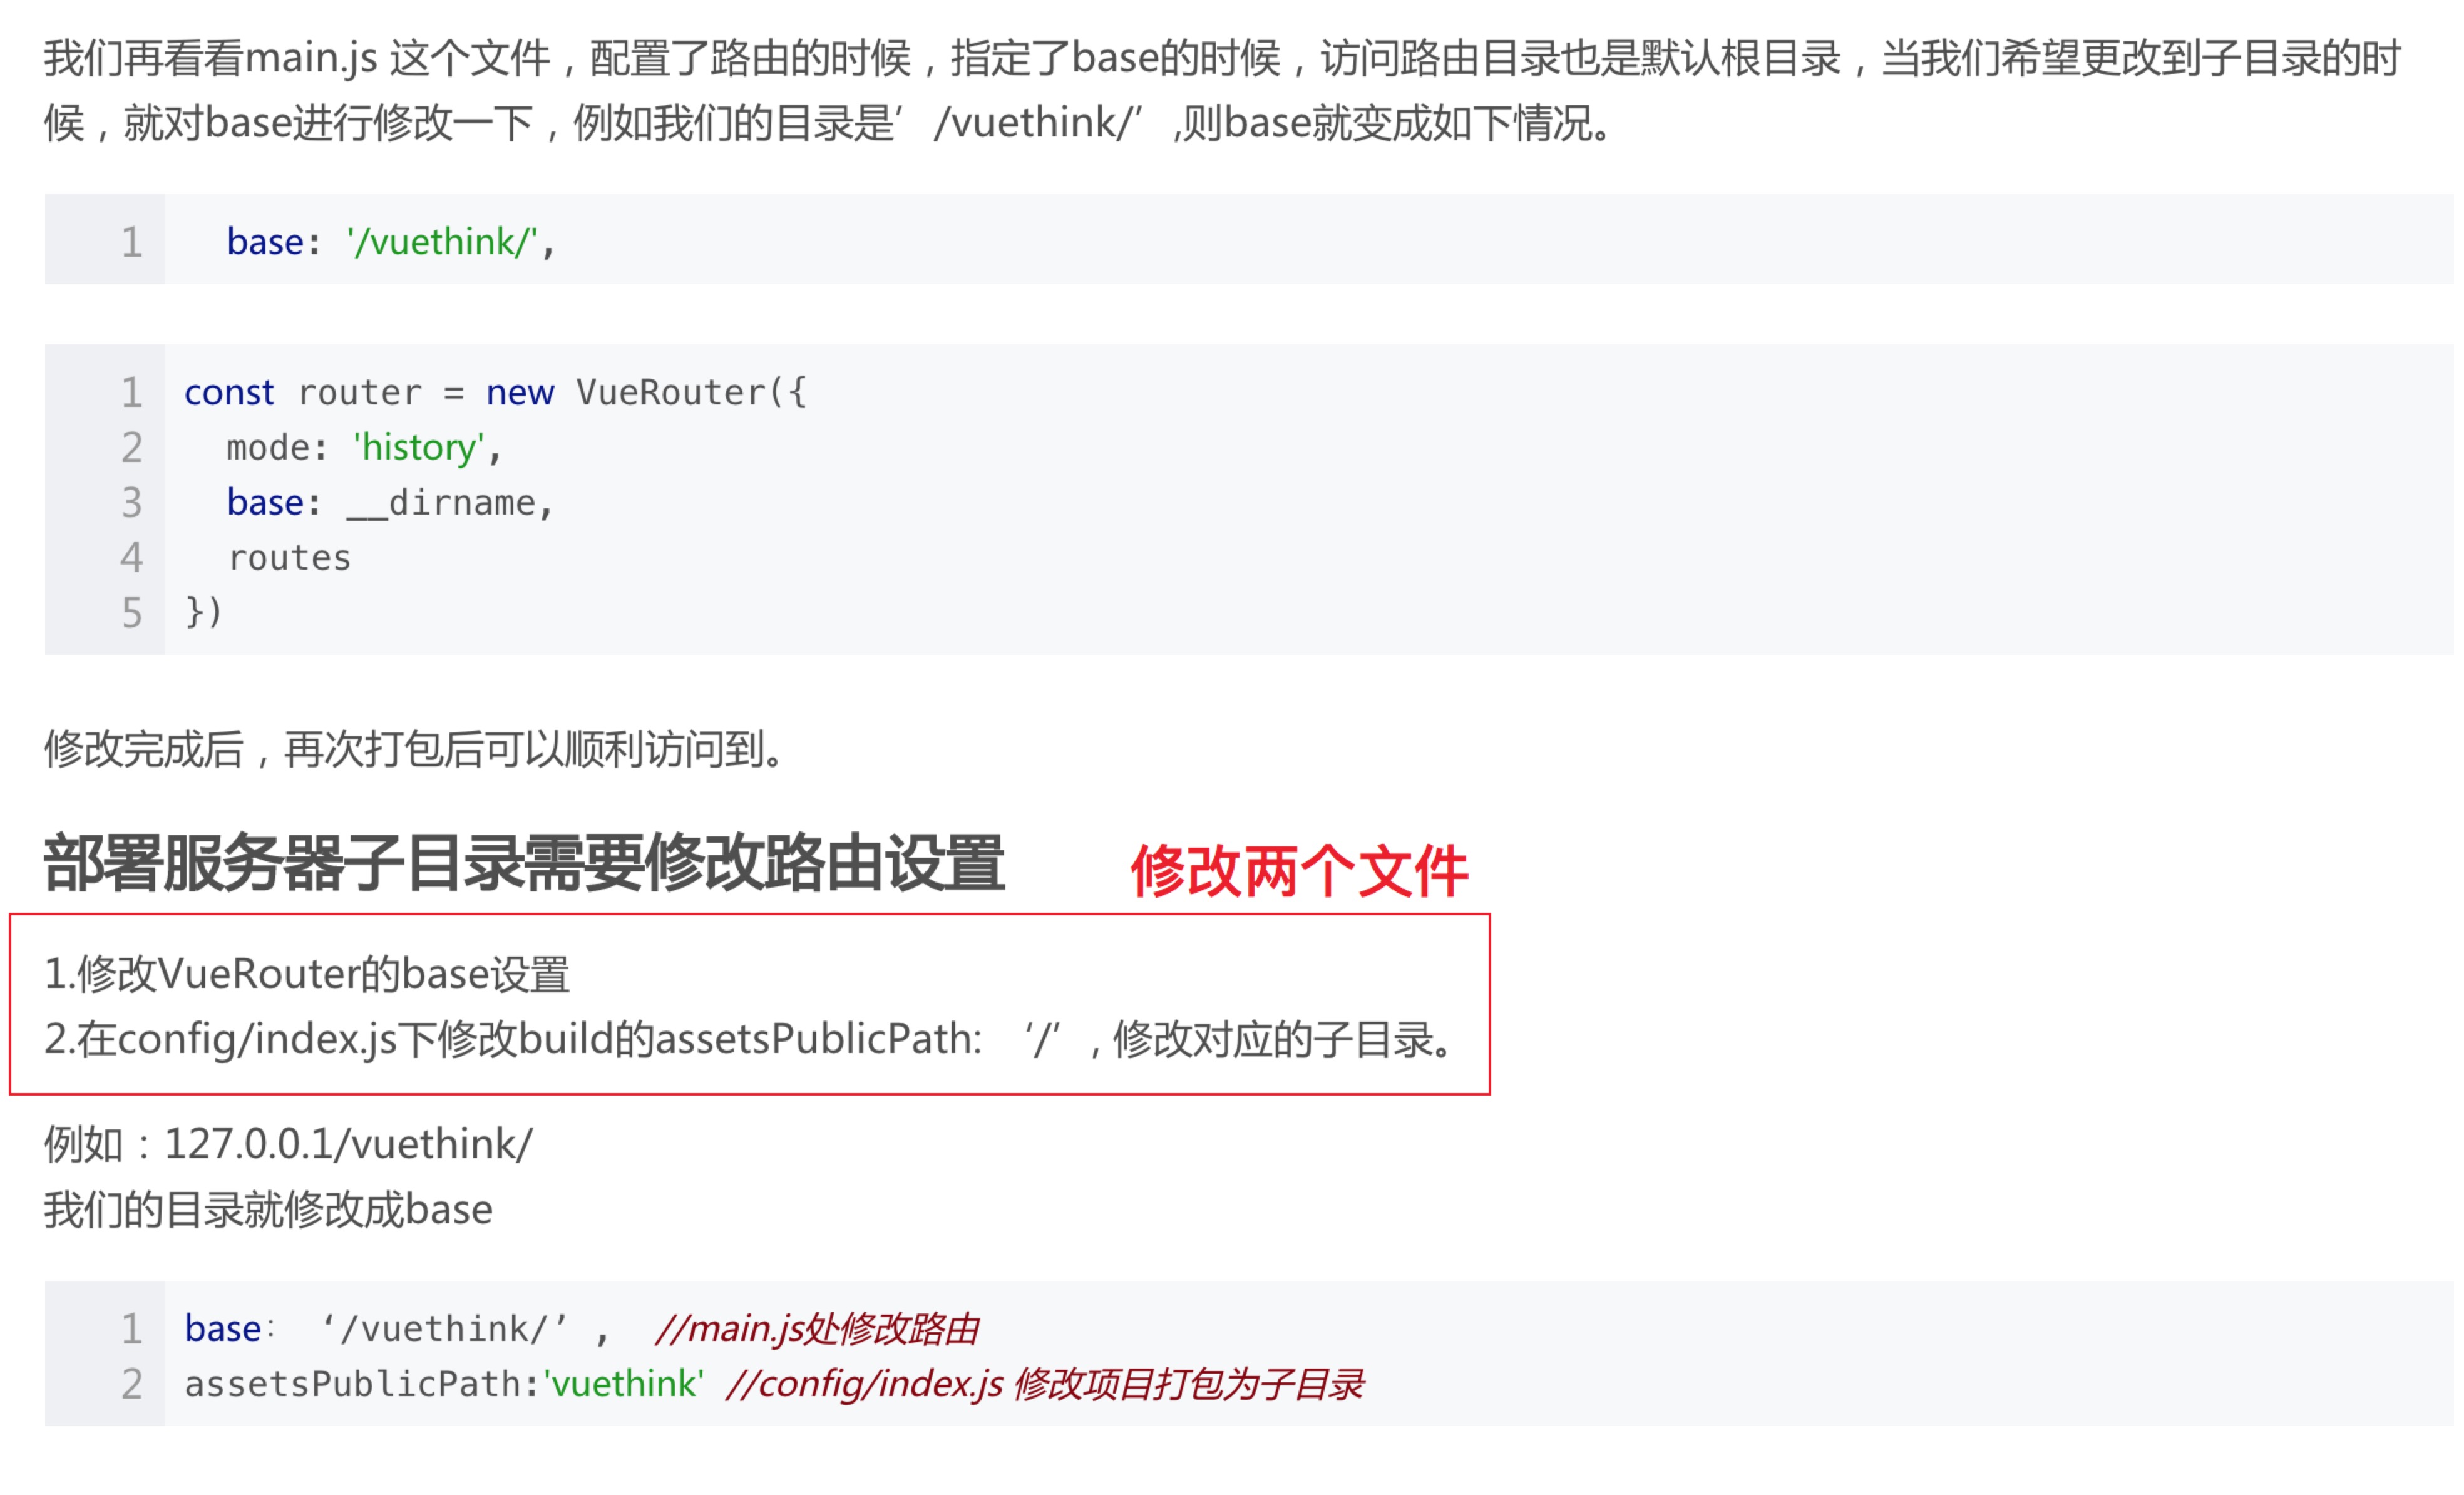 我们再看看main.js 这个文件，配置了路由的时候，指定了base的时候，访问路由目录也是默认根目录，当我们希望更改到子目录的时
候，就对base进行修改一下，例如我们的目录是’ /vuethink/’ ,则base就变成如下情况。
1 base: '/vuethink/',
1 const router = new VueRouter({
2 mode: 'history',
3 base: __dirname,
4 routes
5 })
修改完成后，再次打包后可以顺利访问到。
部署服务器子目录需要修改路由设置 修改两个文件
1.修改VueRouter的base设置
2.在config/index.js下修改build的assetsPublicPath: ‘/’ , 修改对应的子目录。
例如：127.0.0.1/vuethink/
我们的目录就修改成base
1 base： ‘/vuethink/’ , //main.js处修改路由
2 assetsPublicPath:'vuethink' //config/index.js 修改项目打包为子目录